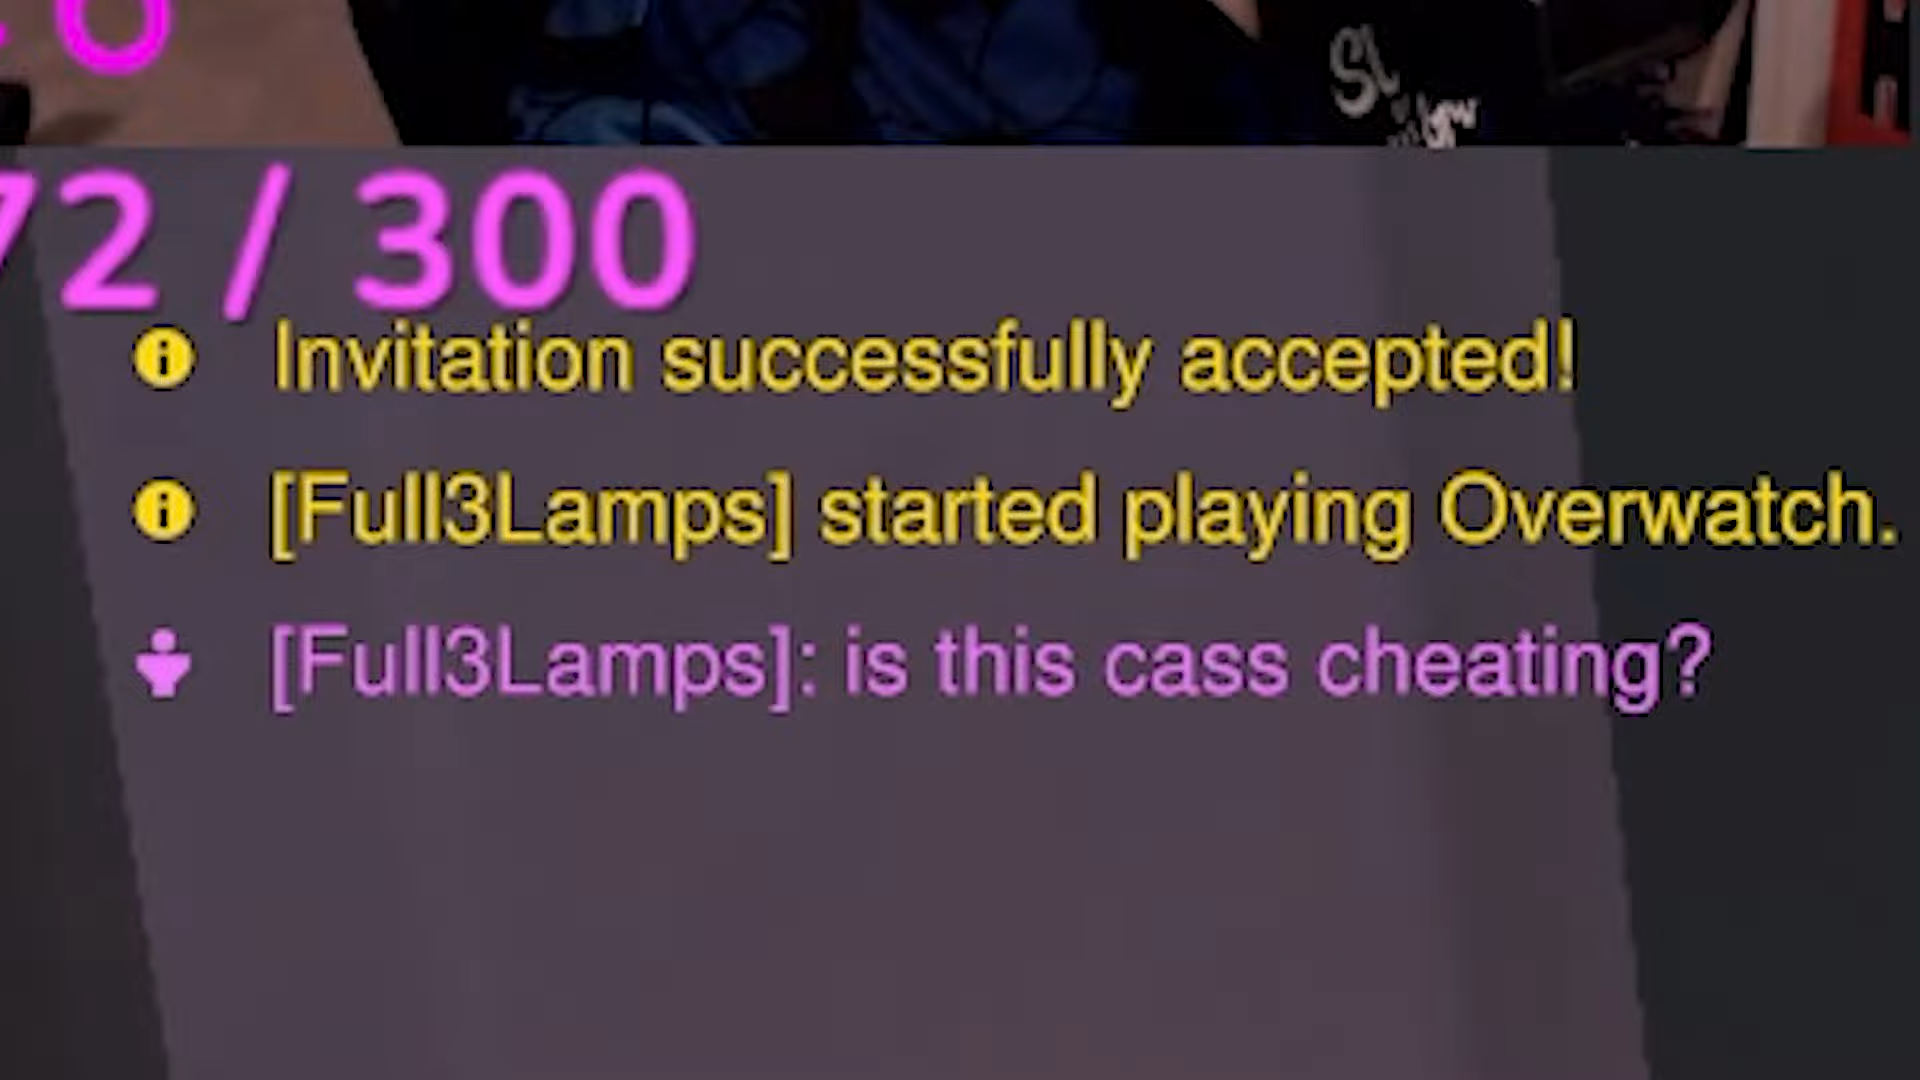 72 / 300
Invitation successfully accepted!
[Full3Lamps] started playing Overwatch.
[Full3Lamps]: is this cass cheating?